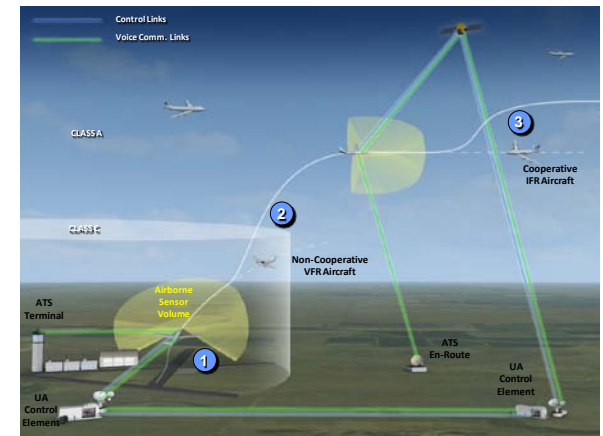 Control Links
Voice Comm. Links
3
CLASS A
Cooperative
IFR Aircraft
2
CLASS C
Non-Cooperative
VFR Aircraft
Airborne
Sensor
Volume
ATS
Terminal
1
ATS
En-Route
UA
Control
Element
UA
Control
Element